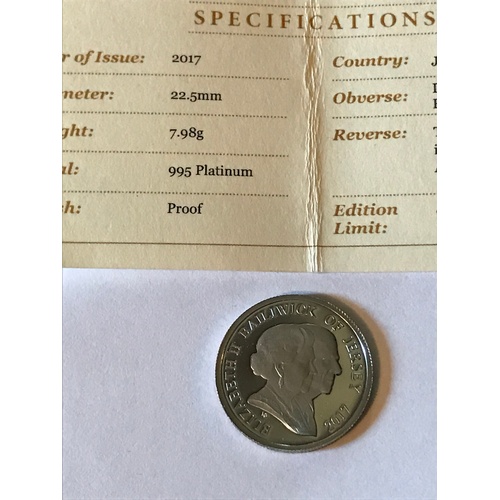 SPECIFICATIONS
r of Issue: 2017
meter: 22.5mm
ght: 7.98g
al: 995 Platinum
h: Proof
Country: J
Obverse:
Reverse:
Edition
Limit:
ELIZABETH II BAILIWICK OF JERSEY
2017